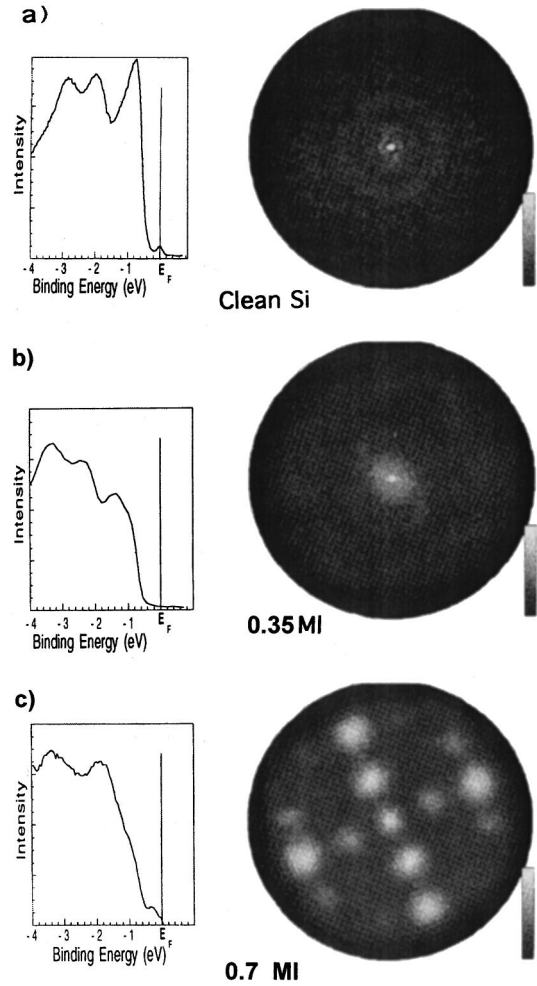 a)
Intensity
-4 -3 -2 -1 E F
Binding Energy (eV)
Clean Si
b)
Intensity
-4 -3 -2 -1 E F
Binding Energy (eV)
0.35 Ml
c)
Intensity
-4 -3 -2 -1 E F
Binding Energy (eV)
0.7 Ml